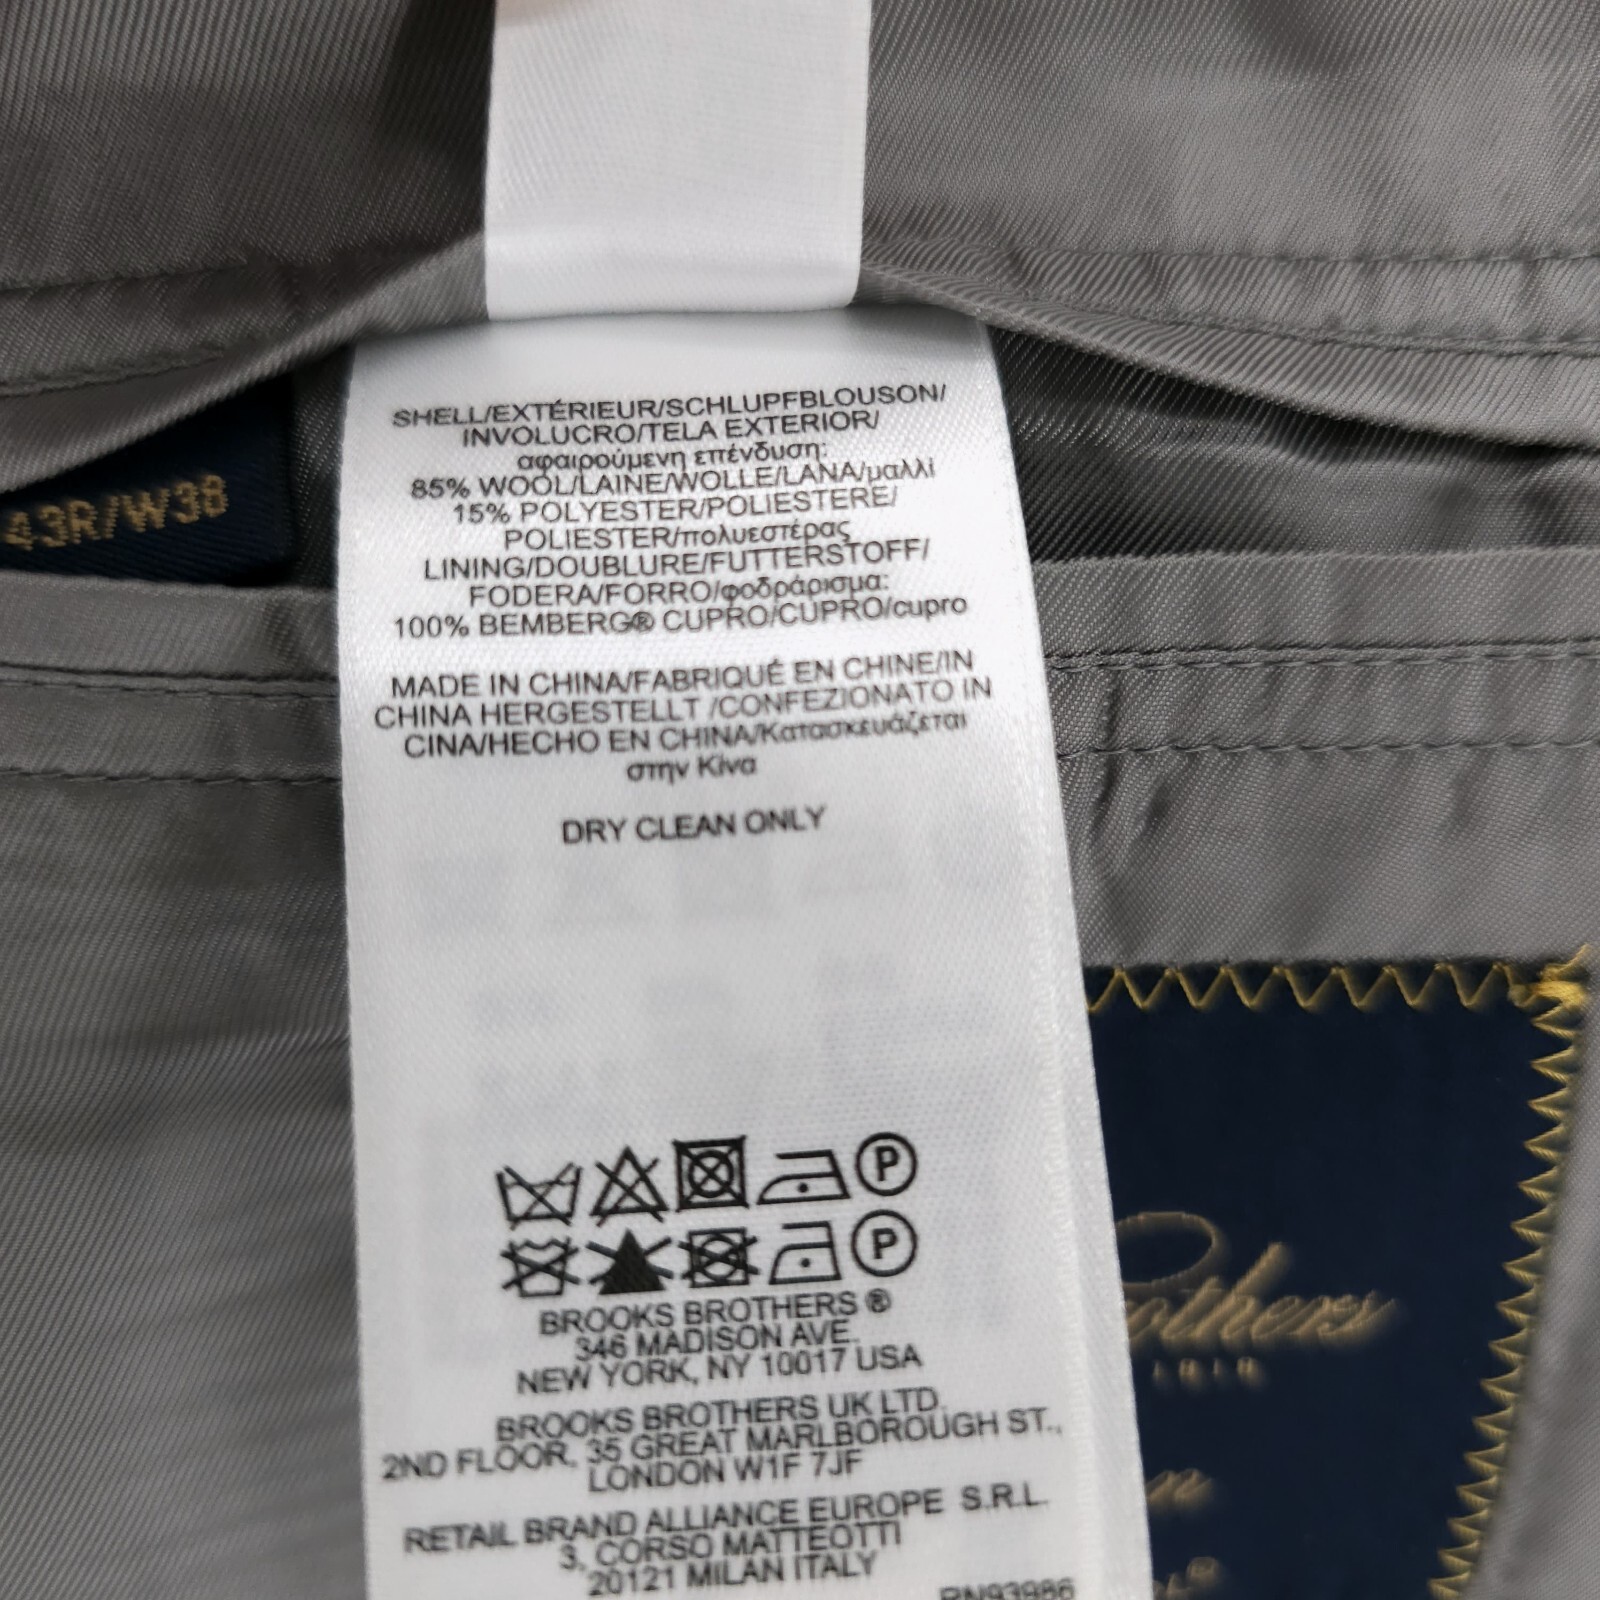 SHELL/EXTÉRIEUR/SCHLUPFBLOUSON/
INVOLUCRO/TELA EXTERIOR/
αφαιρούμενη επένδυση:
85% WOOL/LAINE/WOLLE/LANA/μαλλί
15% POLYESTER/POLIESTERE/
POLIESTER/πολυεστέρας
LINING/DOUBLURE/FUTTERSTOFF/
FODERA/FORRO/φοδράρισμα:
100% BEMBERG® CUPRO/CUPRO/cupro
MADE IN CHINA/FABRIQUÉ EN CHINE/IN
CHINA HERGESTELLT /CONFEZIONATO IN
CINA/HECHO EN CHINA/Κατασκευάζεται
στην Κίνα
DRY CLEAN ONLY
P
P
BROOKS BROTHERS ®
346 MADISON AVE.
NEW YORK, NY 10017 USA
BROOKS BROTHERS UK LTD.
2ND FLOOR, 35 GREAT MARLBOROUGH ST.,
LONDON W1F 7JF
RETAIL BRAND ALLIANCE EUROPE S.R.L.
3, CORSO MATTEOTTI
20121 MILAN ITALY
RN93986
43R/W38
rothers
1818